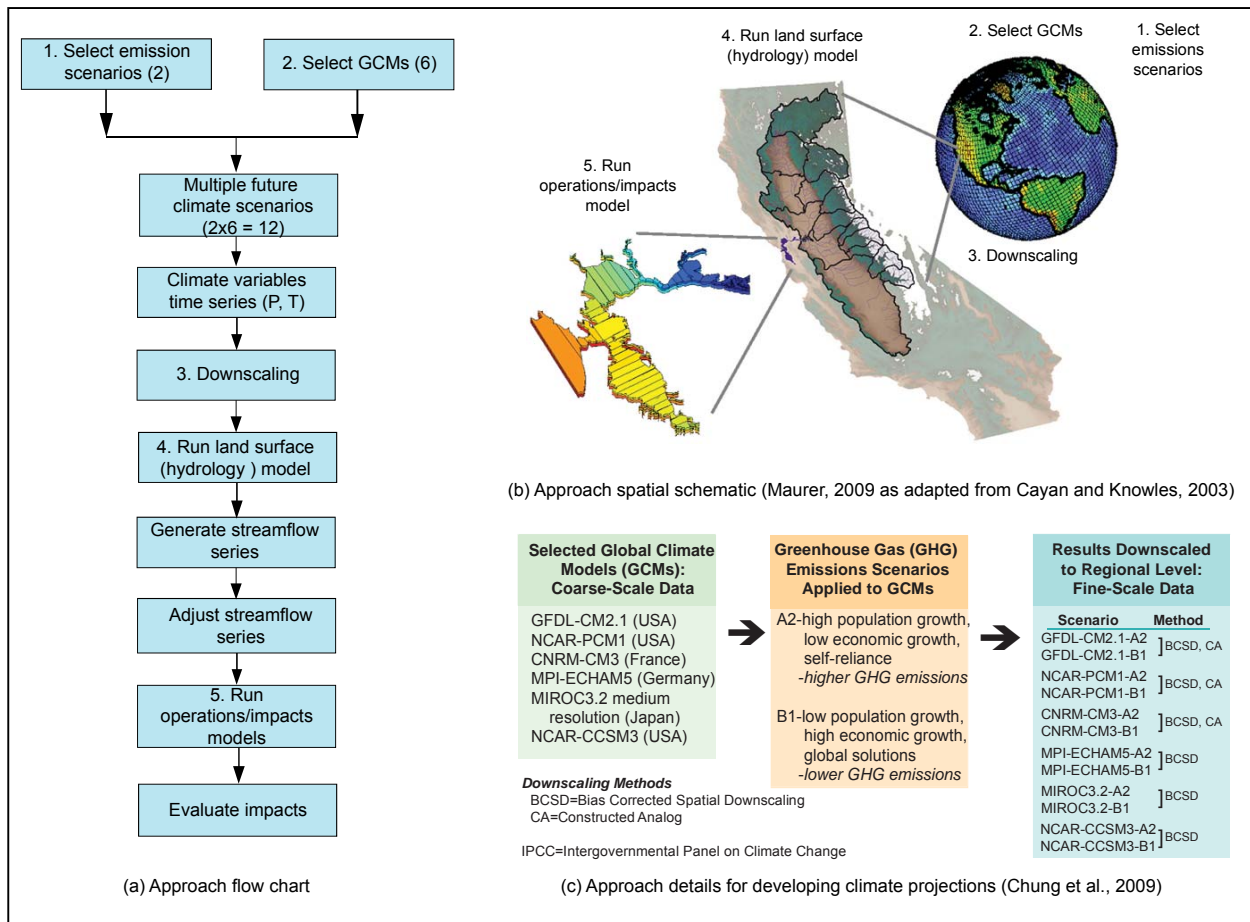 1. Select emission
scenarios (2)
2. Select GCMs (6)
Multiple future
climate scenarios
(2x6 = 12)
Climate variables
time series (P, T)
3. Downscaling
4. Run land surface
(hydrology ) model
Generate streamflow
series
Adjust streamflow
series
5. Run
operations/impacts
models
Evaluate impacts
(a) Approach flow chart
4. Run land surface
(hydrology) model
2. Select GCMs
1. Select
emissions
scenarios
5. Run
operations/impacts
model
3. Downscaling
(b) Approach spatial schematic (Maurer, 2009 as adapted from Cayan and Knowles, 2003)
Selected Global Climate
Models (GCMs):
Coarse-Scale Data
GFDL-CM2.1 (USA)
NCAR-PCM1 (USA)
CNRM-CM3 (France)
MPI-ECHAM5 (Germany)
MIROC3.2 medium
resolution (Japan)
NCAR-CCSM3 (USA)
Greenhouse Gas (GHG)
Emissions Scenarios
Applied to GCMs
A2-high population growth,
low economic growth,
self-reliance
-higher GHG emissions
B1-low population growth,
high economic growth,
global solutions
-lower GHG emissions
Results Downscaled
to Regional Level:
Fine-Scale Data
Scenario Method
GFDL-CM2.1-A2
GFDL-CM2.1-B1 ]BCSD, CA
NCAR-PCM1-A2
NCAR-PCM1-B1 ]BCSD, CA
CNRM-CM3-A2
CNRM-CM3-B1 ]BCSD, CA
MPI-ECHAM5-A2
MPI-ECHAM5-B1 ]BCSD
MIROC3.2-A2
MIROC3.2-B1 ]BCSD
NCAR-CCSM3-A2
NCAR-CCSM3-B1 ]BCSD
Downscaling Methods
BCSD=Bias Corrected Spatial Downscaling
CA=Constructed Analog
IPCC=Intergovernmental Panel on Climate Change
(c) Approach details for developing climate projections (Chung et al., 2009)